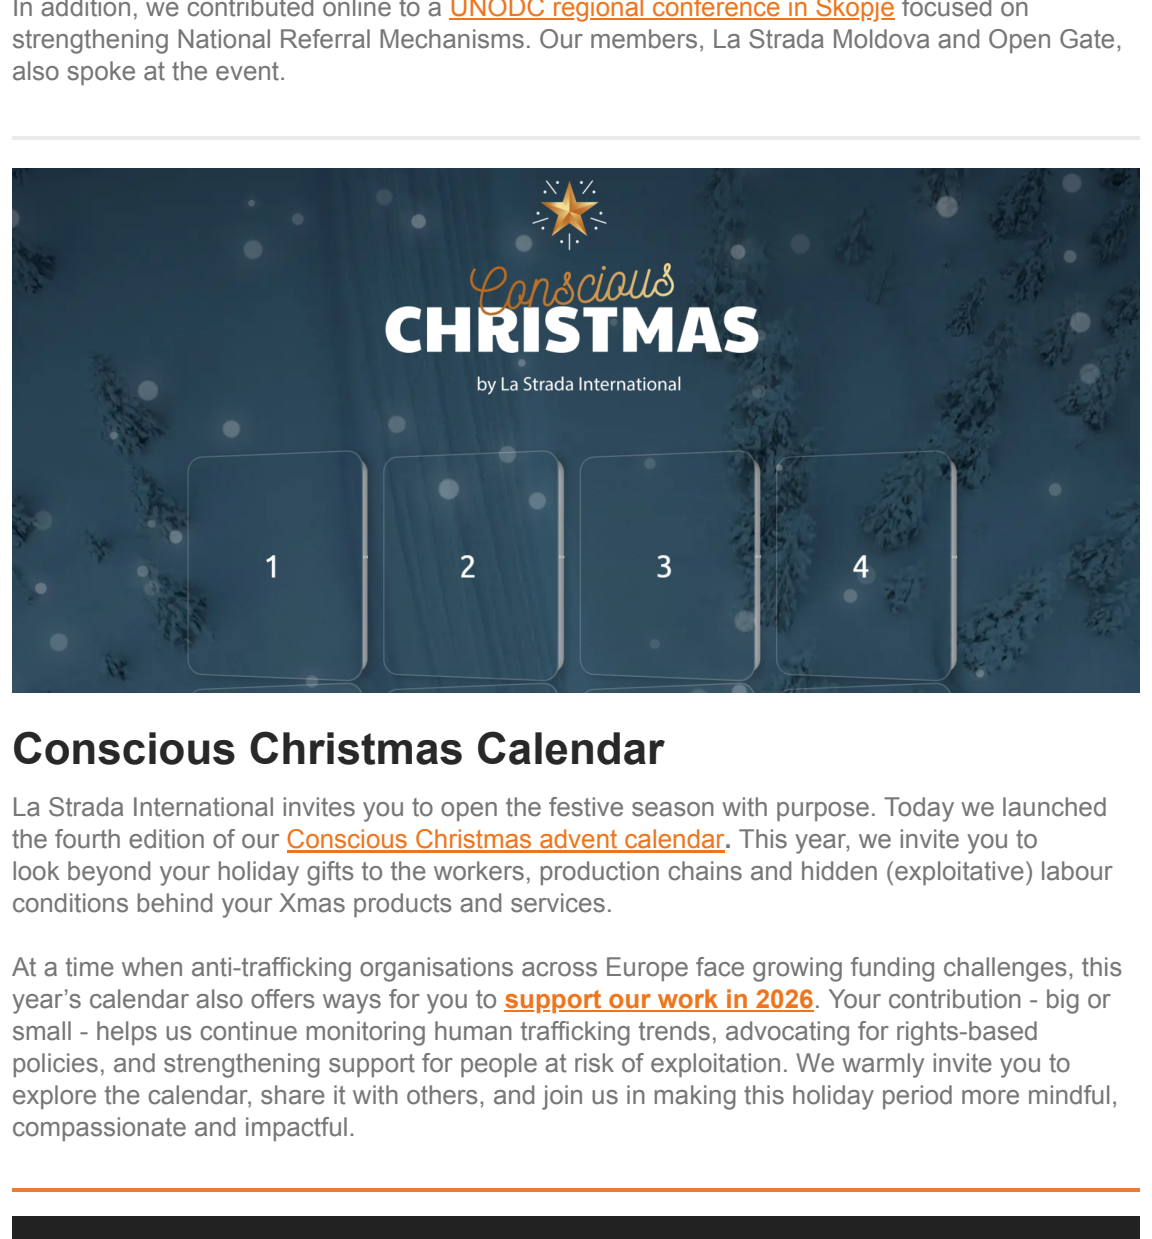 In addition, we contributed online to a UNODC regional conference in Skopje focused on
strengthening National Referral Mechanisms. Our members, La Strada Moldova and Open Gate,
also spoke at the event.
Conscious
CHRISTMAS
by La Strada International
1 2 3 4
Conscious Christmas Calendar
La Strada International invites you to open the festive season with purpose. Today we launched
the fourth edition of our Conscious Christmas advent calendar. This year, we invite you to
look beyond your holiday gifts to the workers, production chains and hidden (exploitative) labour
conditions behind your Xmas products and services.
At a time when anti-trafficking organisations across Europe face growing funding challenges, this
year’s calendar also offers ways for you to support our work in 2026. Your contribution - big or
small - helps us continue monitoring human trafficking trends, advocating for rights-based
policies, and strengthening support for people at risk of exploitation. We warmly invite you to
explore the calendar, share it with others, and join us in making this holiday period more mindful,
compassionate and impactful.